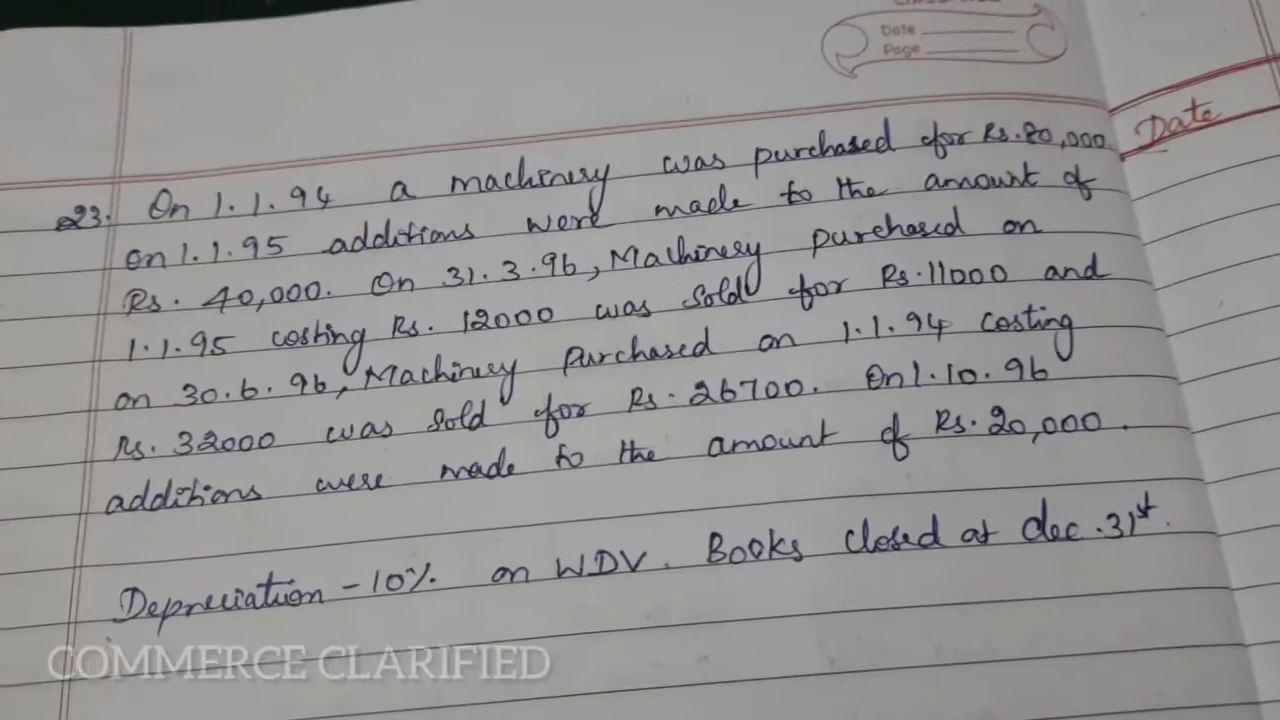 Date
Page
Date
23. On 1.1.94 a machinery was purchased for Rs.80,000
on 1.1.95 additions were made to the amount of
Rs. 40,000. On 31.3.96, Machinery purchased on
1.1.95 costing Rs. 12000 was sold for Rs.11000 and
on 30.6.96, Machinery purchased on 1.1.94 costing
Rs. 32000 was sold for Rs.26700. On 1.10.96
additions were made to the amount of Rs.20,000.
Depreciation - 10% on WDV. Books closed at dec.31st.
COMMERCE CLARIFIED